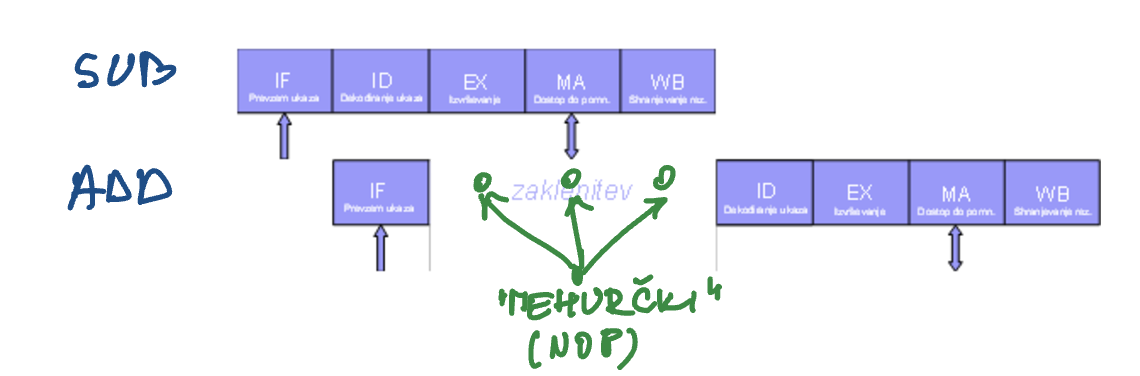 SUB
IF ID EX MA WB
Prevzem ukaza Dekodiranje ukaza Izvrševanje Dostop do pomn. Shranjevanje rez.
ADD
IF zaklenitev ID EX MA WB
Prevzem ukaza Dekodiranje ukaza Izvrševanje Dostop do pomn. Shranjevanje rez.
"MEHURČKI"
(NOP)